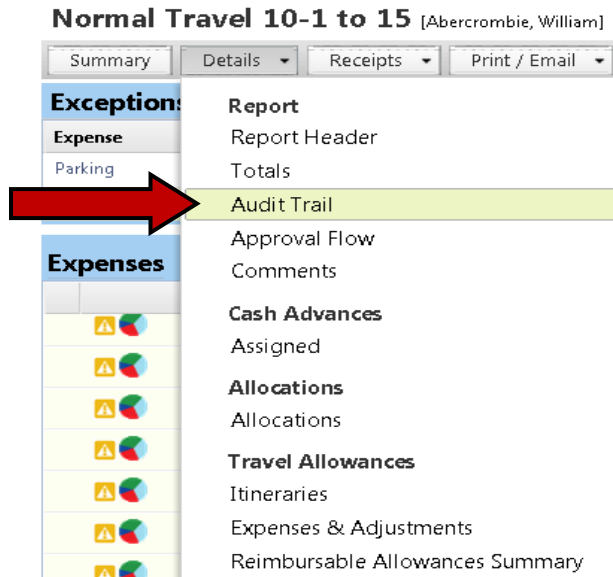 Normal Travel 10-1 to 15 [Abercrombie, William]
Summary Details Receipts Print / Email
Exceptions
Expense
Parking
Expenses
Report
Report Header
Totals
Audit Trail
Approval Flow
Comments
Cash Advances
Assigned
Allocations
Allocations
Travel Allowances
Itineraries
Expenses & Adjustments
Reimbursable Allowances Summary